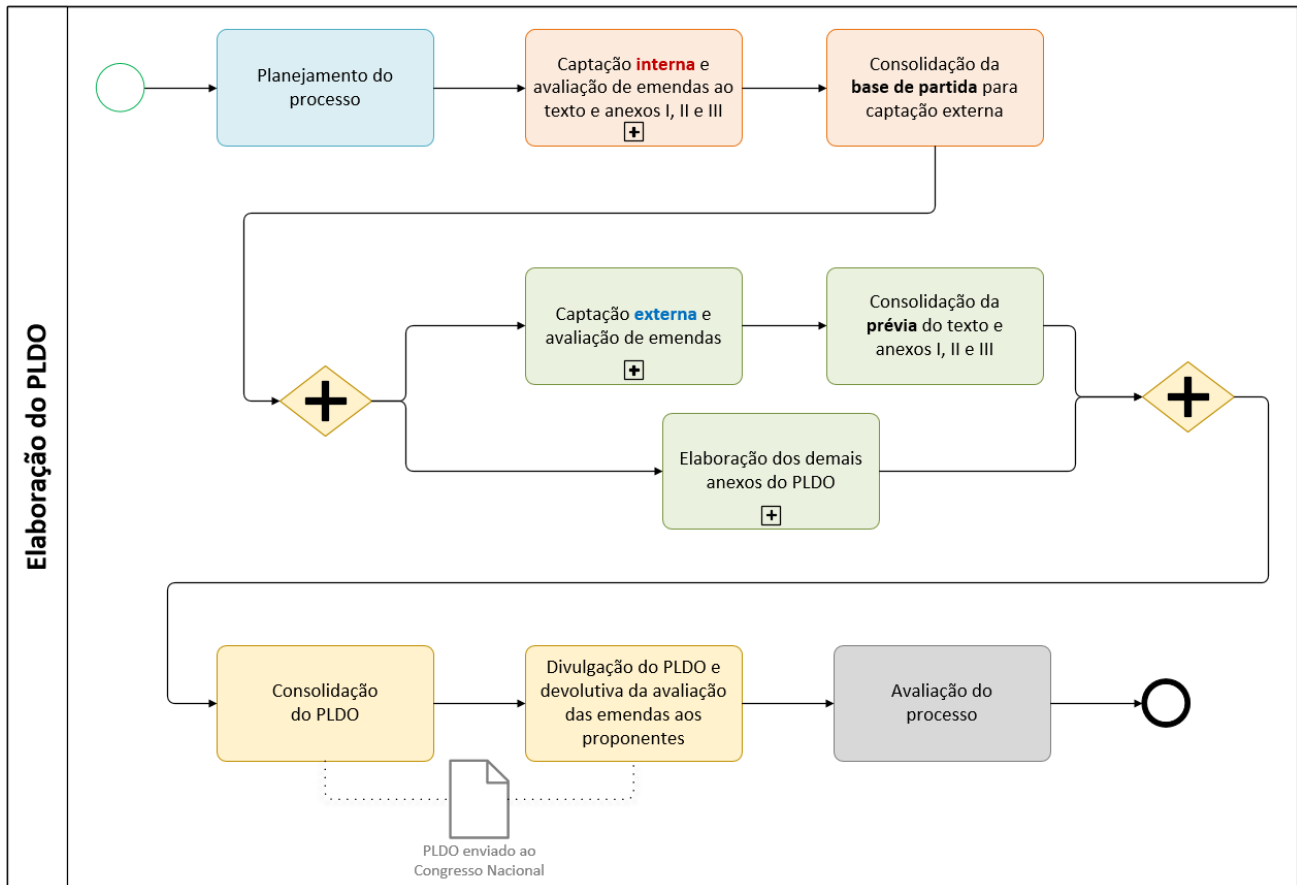 Elaboração do PLDO
Planejamento do
processo
Captação interna e
avaliação de emendas ao
texto e anexos I, II e III
Consolidação da
base de partida para
captação externa
Captação externa e
avaliação de emendas
Consolidação da
prévia do texto e
anexos I, II e III
Elaboração dos demais
anexos do PLDO
Consolidação
do PLDO
Divulgação do PLDO e
devolutiva da avaliação
das emendas aos
proponentes
Avaliação do
processo
PLDO enviado ao
Congresso Nacional